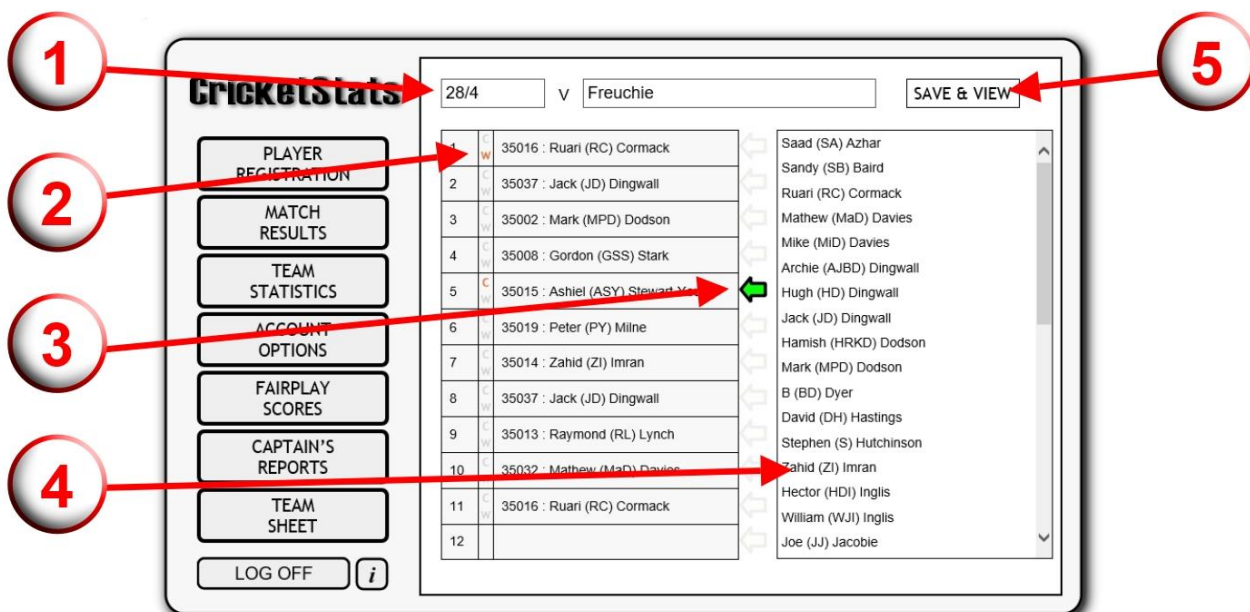 1
5
CricketStats
28/4 V Freuchie SAVE & VIEW
2
3
4
PLAYER
REGISTRATION
MATCH
RESULTS
TEAM
STATISTICS
ACCOUNT
OPTIONS
FAIRPLAY
SCORES
CAPTAIN'S
REPORTS
TEAM
SHEET
LOG OFF i
1 C W 35016 : Ruari (RC) Cormack
2 C W 35037 : Jack (JD) Dingwall
3 C W 35002 : Mark (MPD) Dodson
4 C W 35008 : Gordon (GSS) Stark
5 C W 35015 : Ashiel (ASY) Stewart
6 C W 35019 : Peter (PY) Milne
7 C W 35014 : Zahid (ZI) Imran
8 C W 35037 : Jack (JD) Dingwall
9 C W 35013 : Raymond (RL) Lynch
10 C W 35032 : Mathew (MaD) Davies
11 C W 35016 : Ruari (RC) Cormack
12
Saad (SA) Azhar
Sandy (SB) Baird
Ruari (RC) Cormack
Mathew (MaD) Davies
Mike (MiD) Davies
Archie (AJBD) Dingwall
Hugh (HD) Dingwall
Jack (JD) Dingwall
Hamish (HRKD) Dodson
Mark (MPD) Dodson
B (BD) Dyer
David (DH) Hastings
Stephen (S) Hutchinson
Zahid (ZI) Imran
Hector (HDI) Inglis
William (WJI) Inglis
Joe (JJ) Jacobie